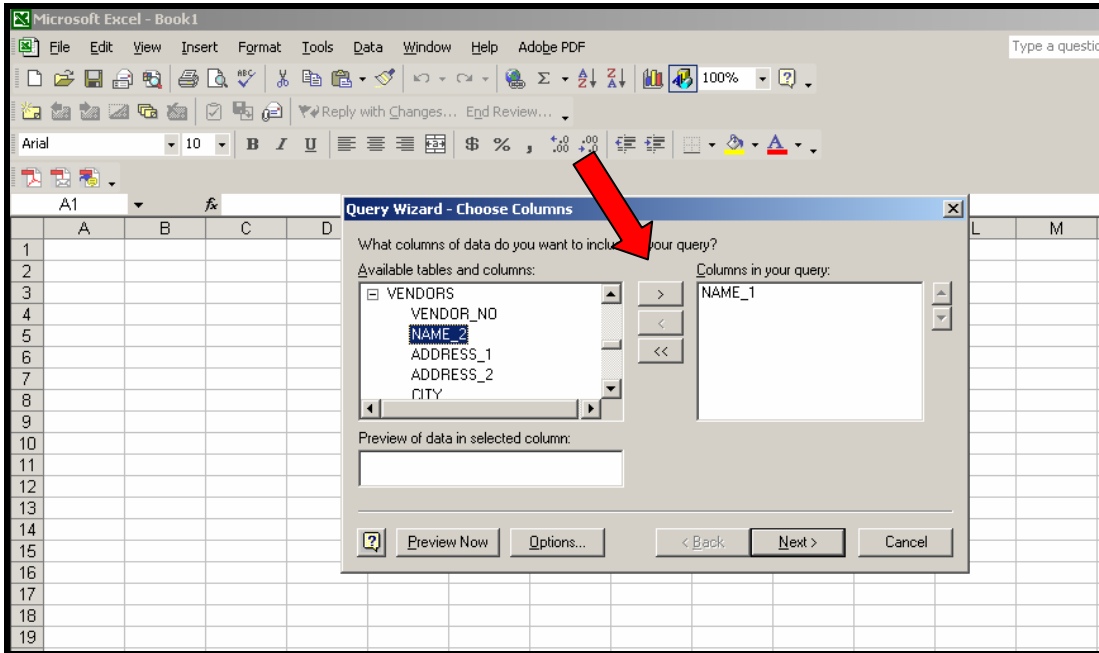 Microsoft Excel - Book1
File Edit View Insert Format Tools Data Window Help Adobe PDF Type a questio
ABC Σ 100%
Reply with Changes... End Review...
Arial 10 B I U $ % ,
A1 fx
A B C D L M
Query Wizard - Choose Columns
What columns of data do you want to inclu your query?
Available tables and columns: Columns in your query:
VENDORS > NAME_1
VENDOR_NO <
NAME_2 <<
ADDRESS_1
ADDRESS_2
CITY
Preview of data in selected column:
Preview Now Options... < Back Next > Cancel
1
2
3
4
5
6
7
8
9
10
11
12
13
14
15
16
17
18
19